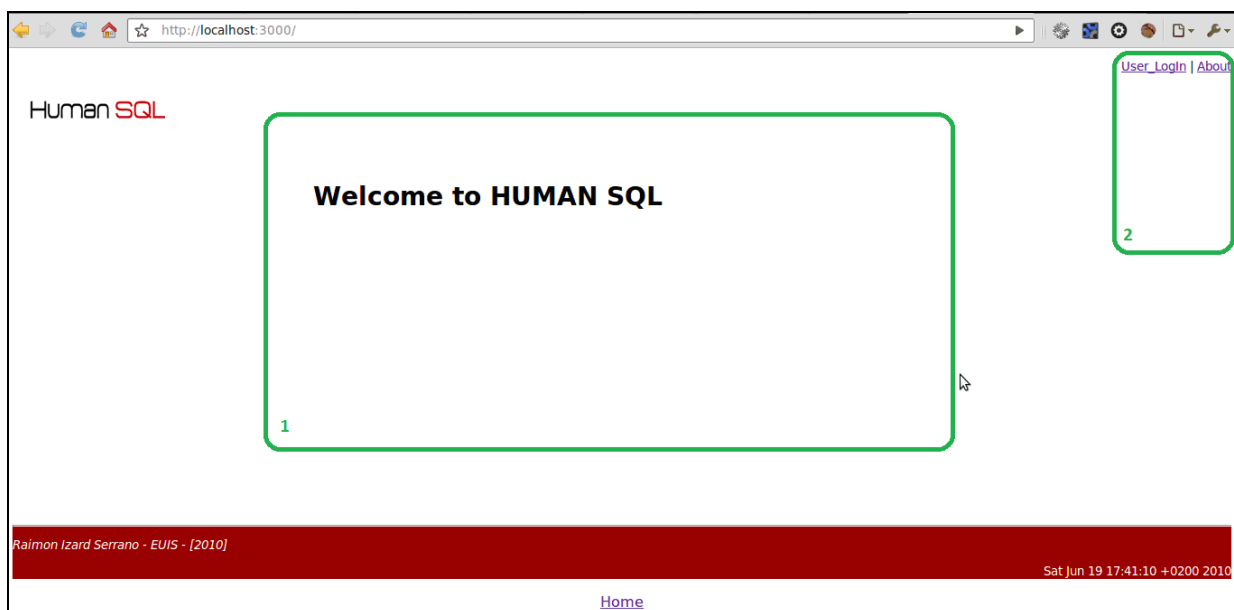 http://localhost:3000/
User_LogIn | About
Human SQL
Welcome to HUMAN SQL
2
1
Raimon Izard Serrano - EUIS - [2010]
Sat Jun 19 17:41:10 +0200 2010
Home